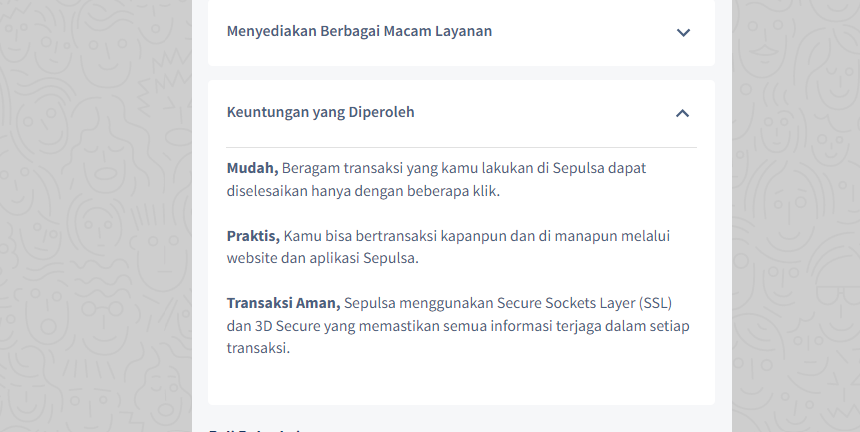 Menyediakan Berbagai Macam Layanan
Keuntungan yang Diperoleh
Mudah, Beragam transaksi yang kamu lakukan di Sepulsa dapat
diselesaikan hanya dengan beberapa klik.
Praktis, Kamu bisa bertransaksi kapanpun dan di manapun melalui
website dan aplikasi Sepulsa.
Transaksi Aman, Sepulsa menggunakan Secure Sockets Layer (SSL)
dan 3D Secure yang memastikan semua informasi terjaga dalam setiap
transaksi.